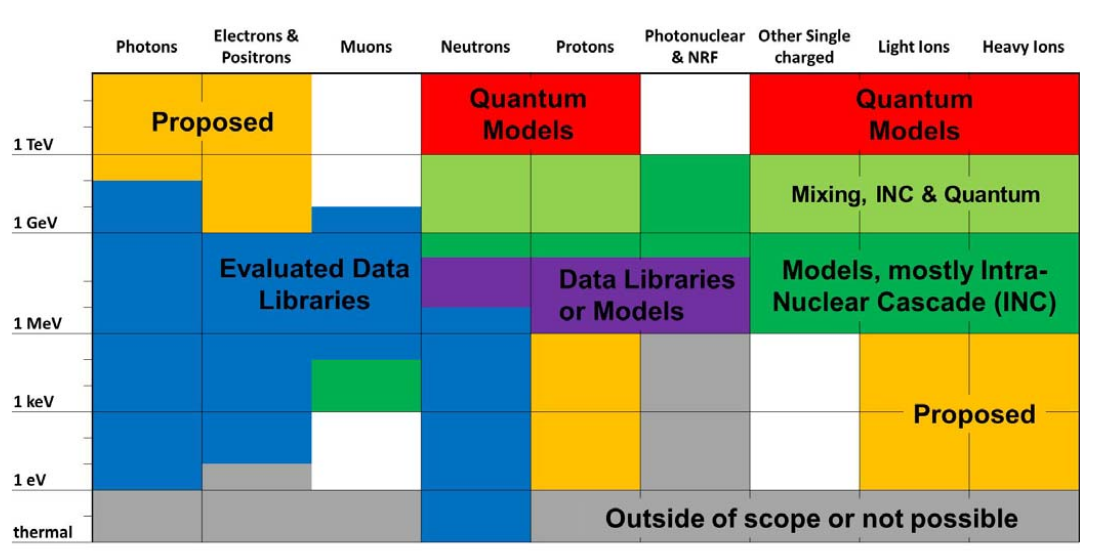 Photons
Electrons &
Positrons
Muons
Neutrons
Protons
Photonuclear
& NRF
Other Single
charged
Light Ions
Heavy Ions
Proposed
Quantum
Models
Quantum
Models
1 TeV
Mixing, INC & Quantum
1 GeV
Evaluated Data
Libraries
Data Libraries
or Models
Models, mostly Intra-
Nuclear Cascade (INC)
1 MeV
1 keV
Proposed
1 eV
thermal
Outside of scope or not possible